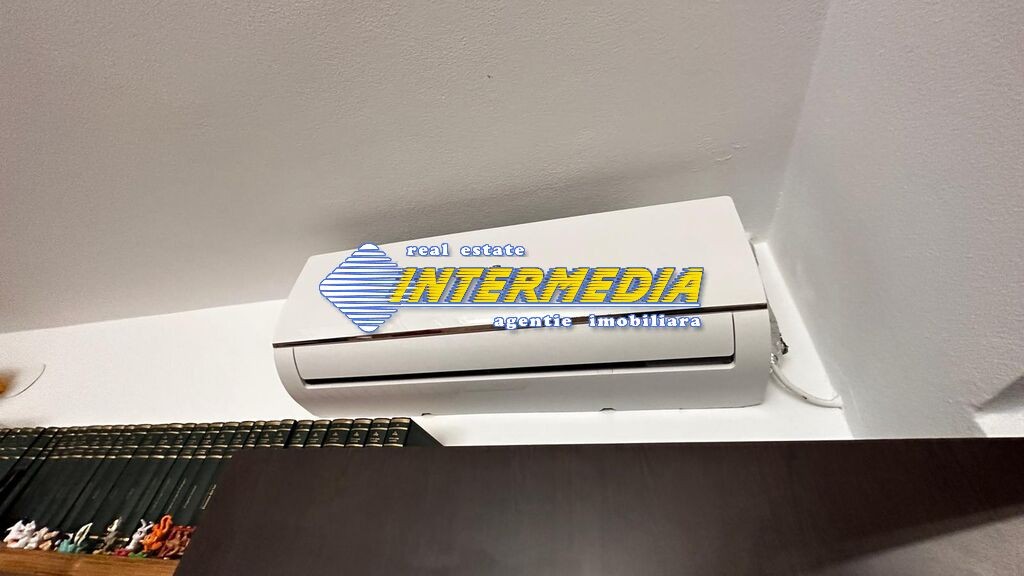 real estate
INTERMEDIA
agentie imobiliara